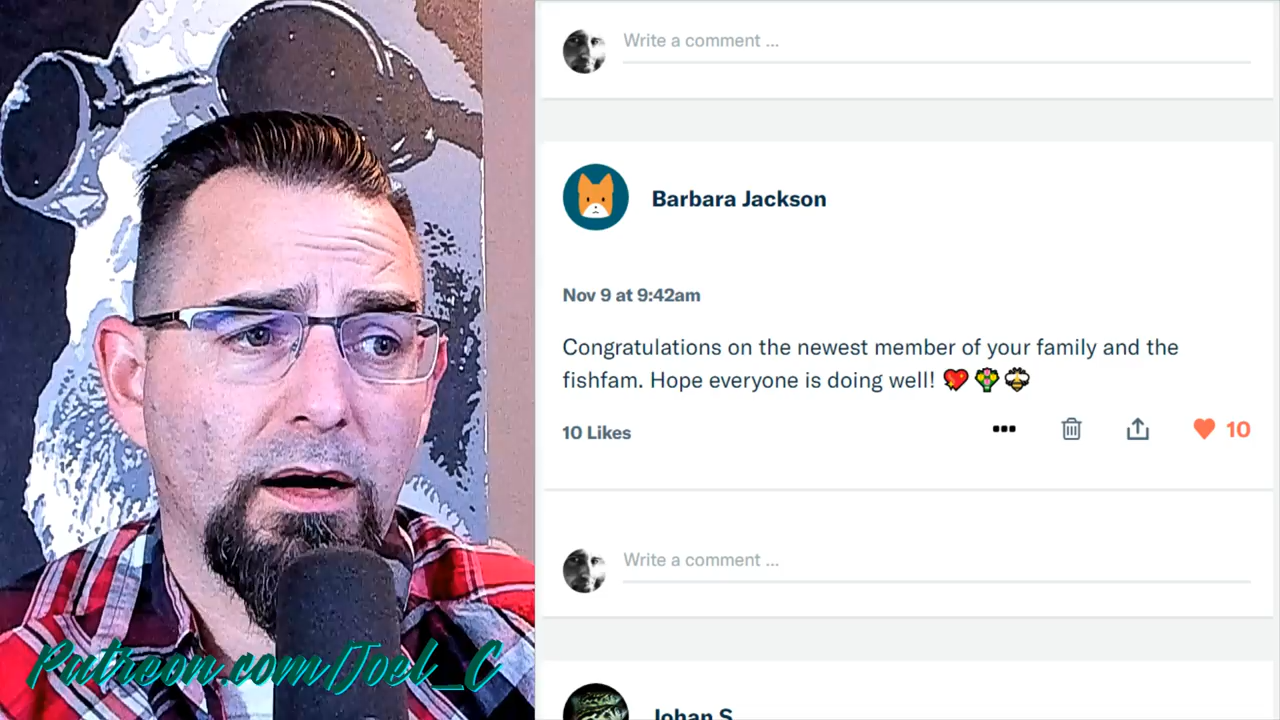 Write a comment ...
Barbara Jackson
Nov 9 at 9:42am
Congratulations on the newest member of your family and the
fishfam. Hope everyone is doing well! 💖💐🐝
10 Likes
10
Write a comment ...
Johan S
Patreon.com/Joel_C